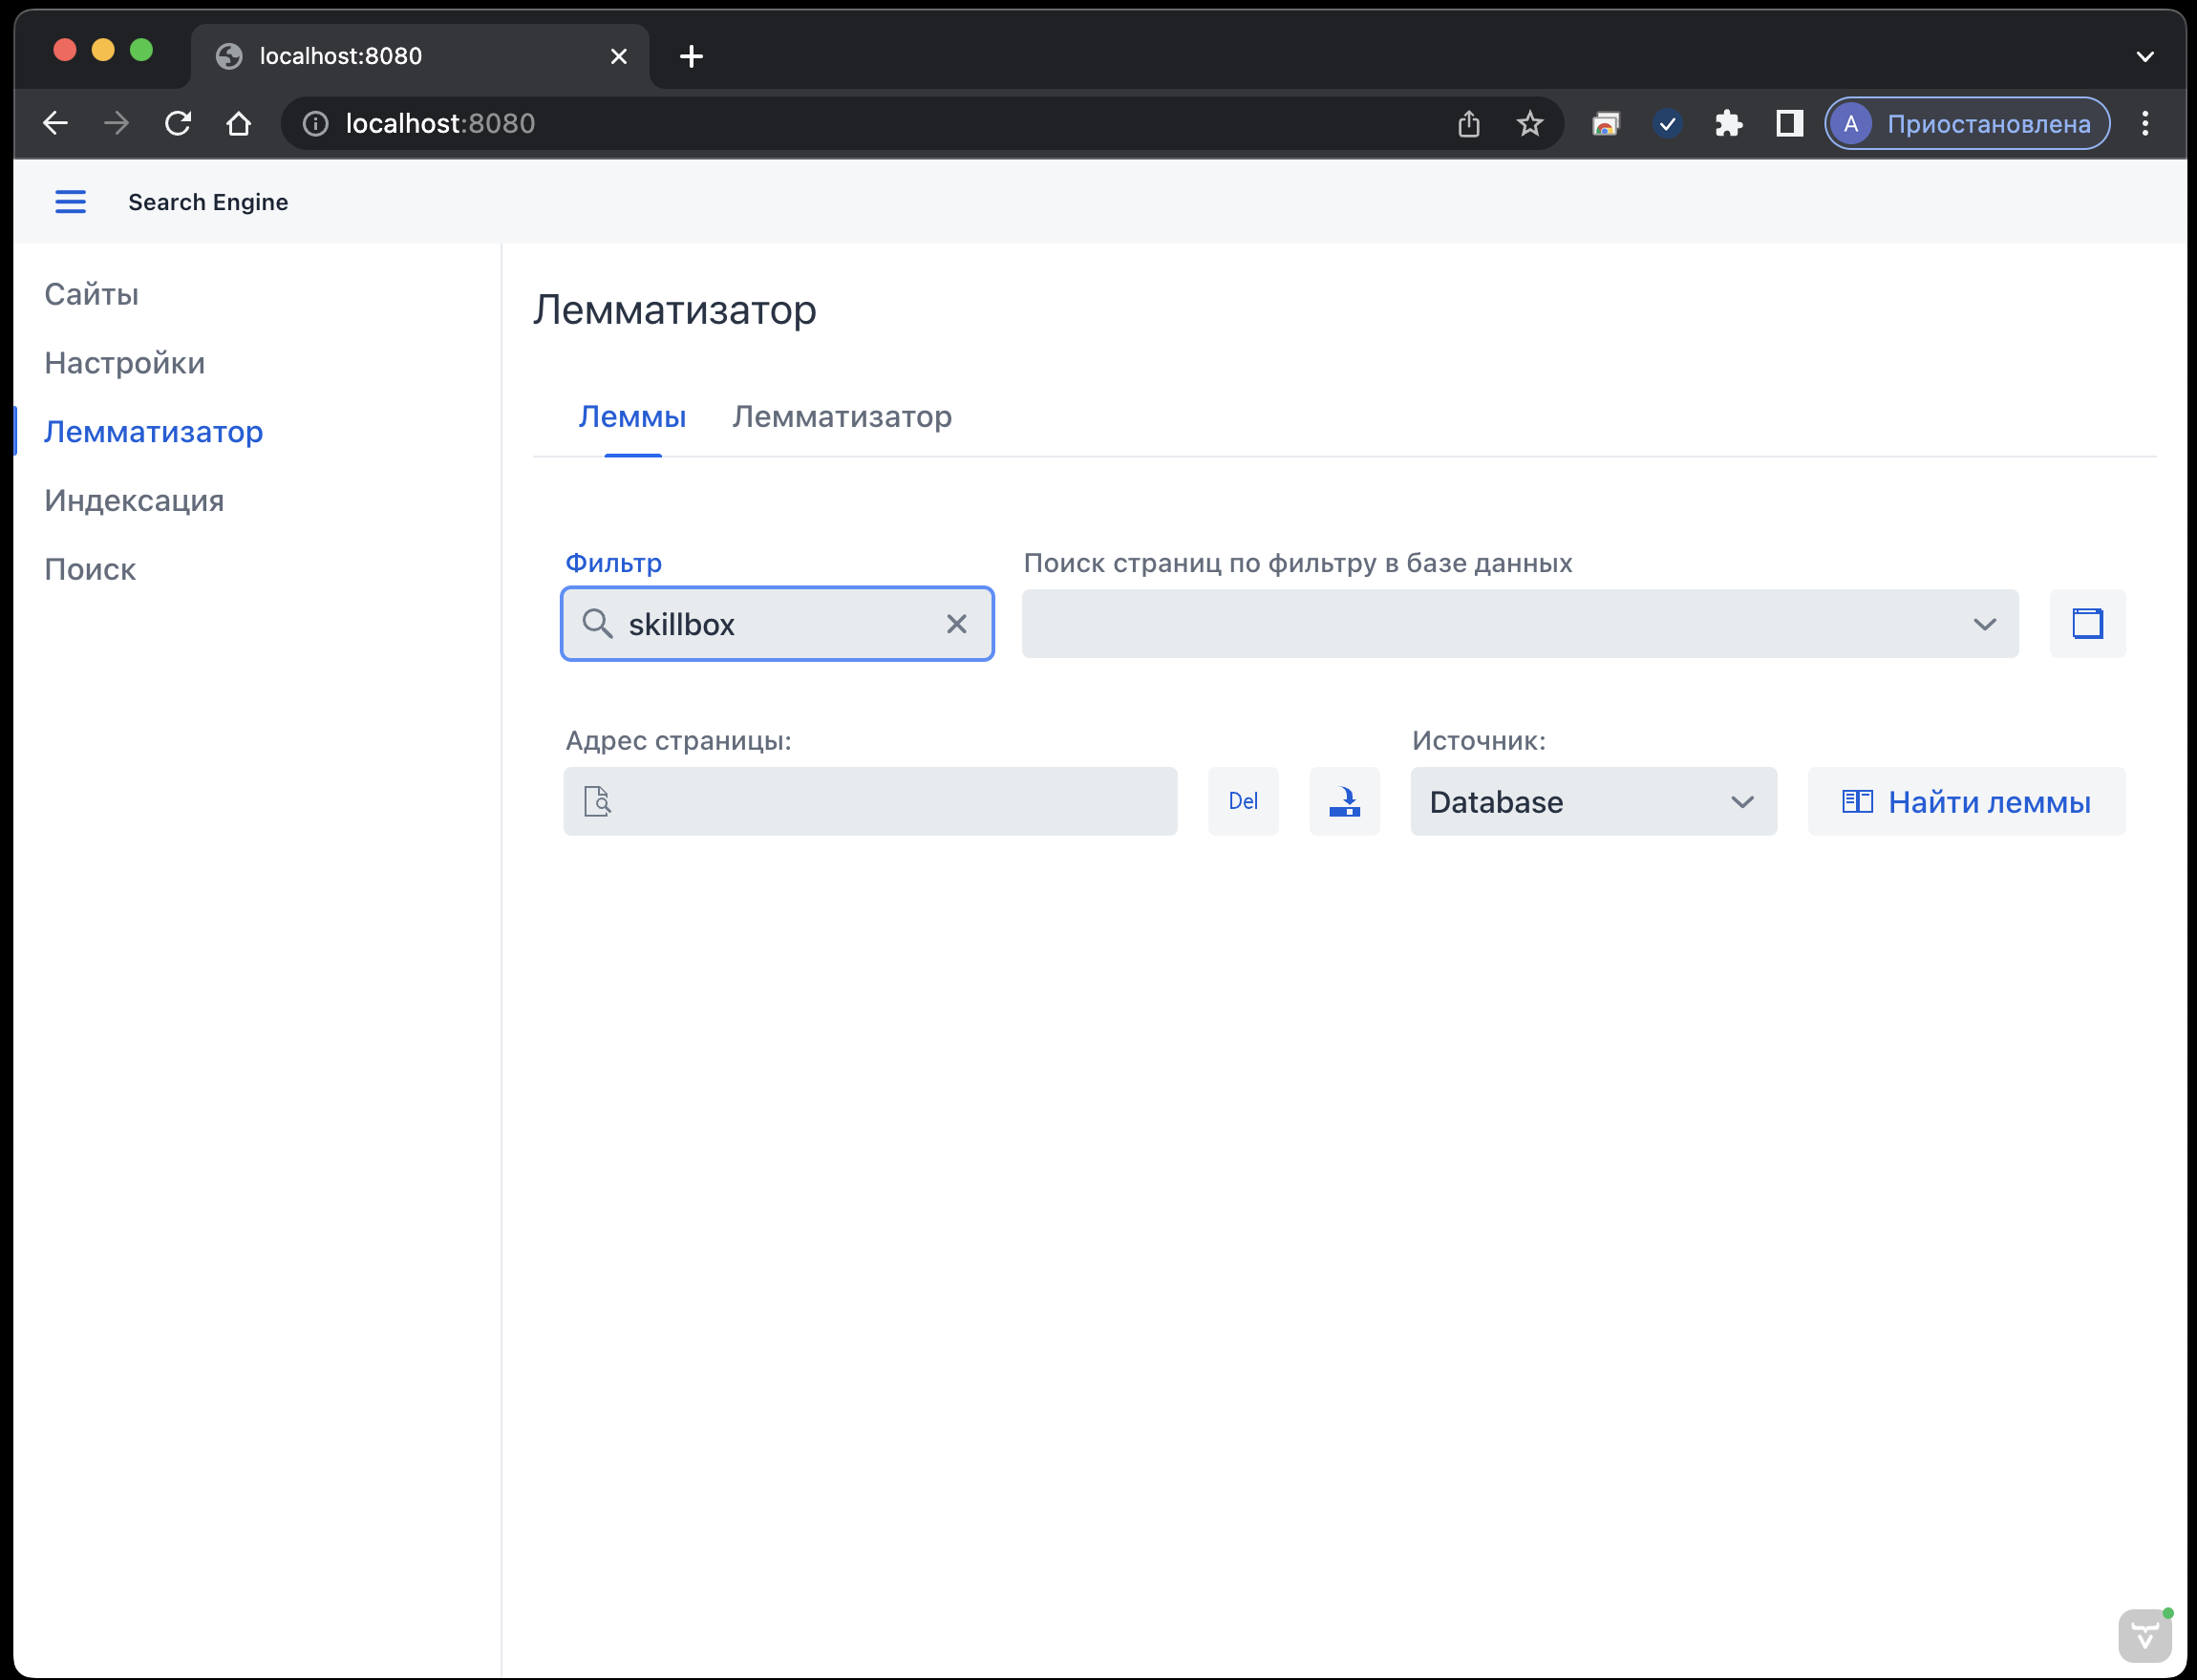 localhost:8080
localhost:8080
A Приостановлена
Search Engine
Сайты
Настройки
Лемматизатор
Индексация
Поиск
Лемматизатор
Леммы Лемматизатор
Фильтр Поиск страниц по фильтру в базе данных
skillbox
Адрес страницы: Источник:
Del Database Найти леммы